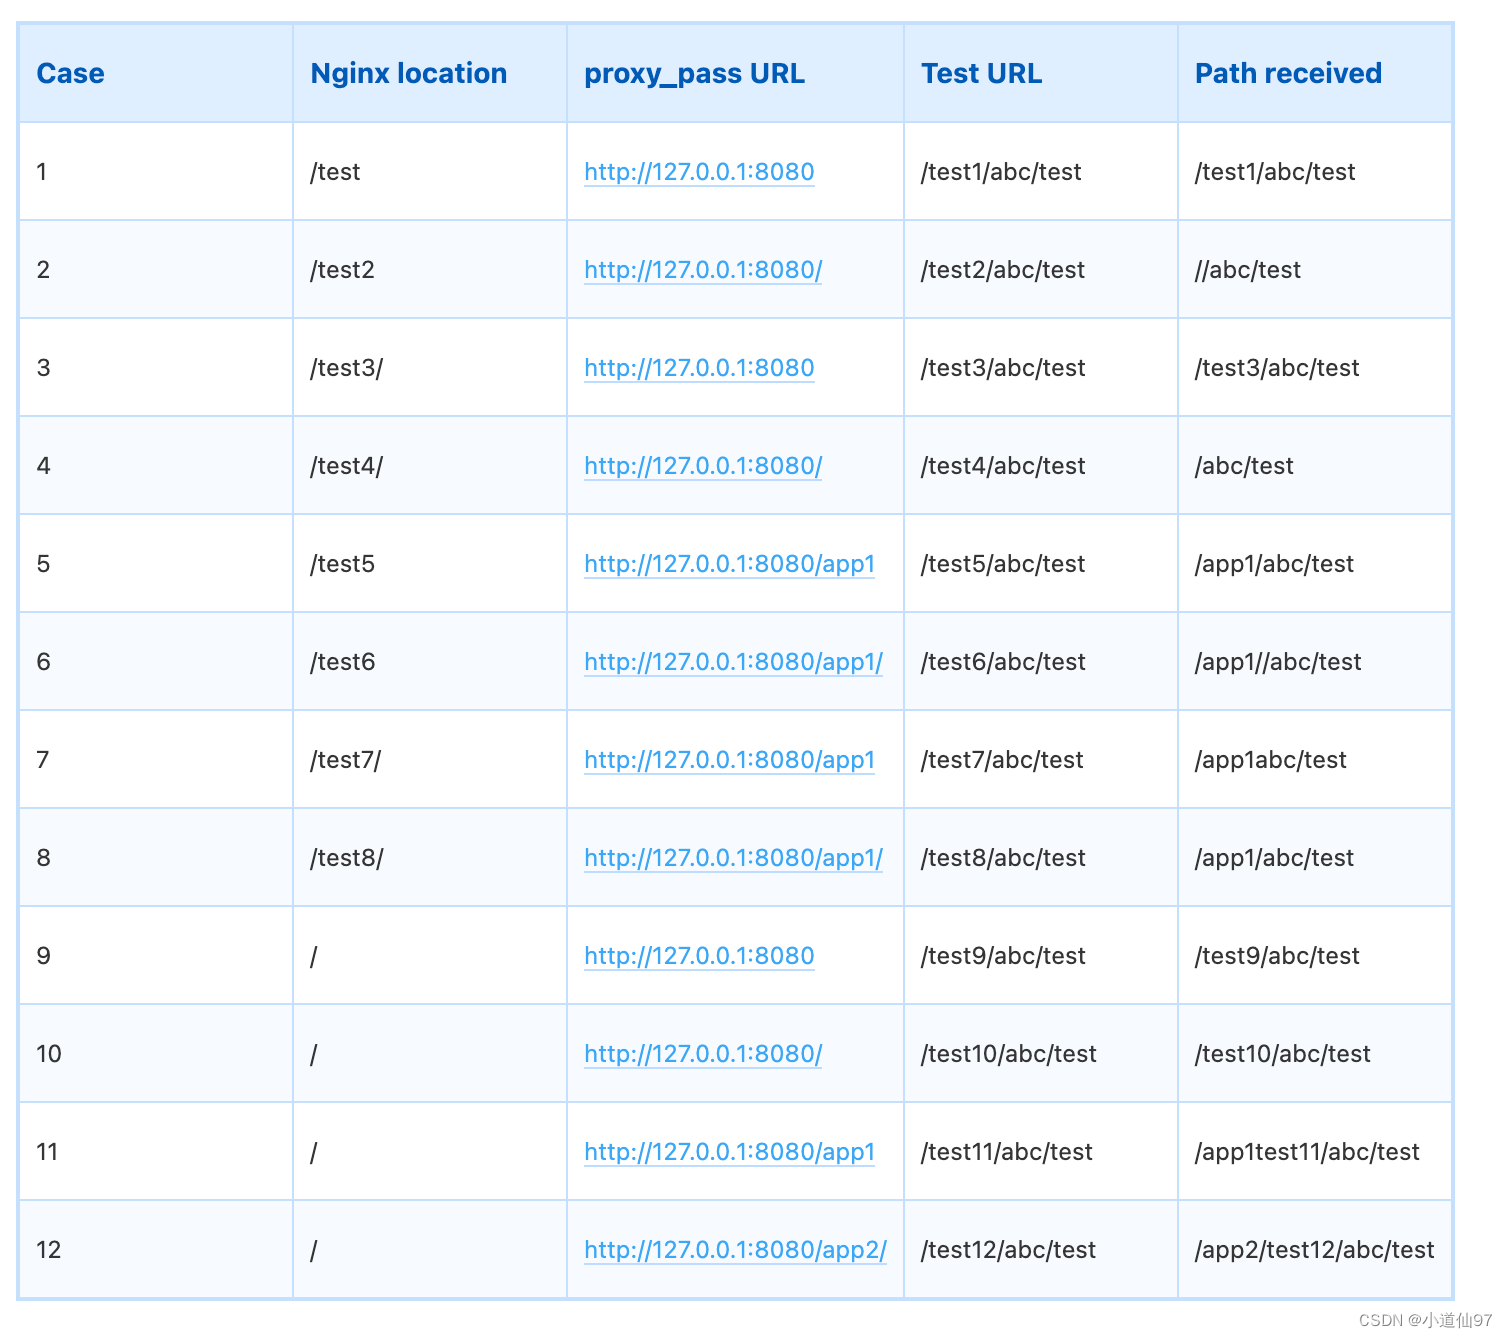 Case Nginx location proxy_pass URL Test URL Path received
1 /test http://127.0.0.1:8080 /test1/abc/test /test1/abc/test
2 /test2 http://127.0.0.1:8080/ /test2/abc/test //abc/test
3 /test3/ http://127.0.0.1:8080 /test3/abc/test /test3/abc/test
4 /test4/ http://127.0.0.1:8080/ /test4/abc/test /abc/test
5 /test5 http://127.0.0.1:8080/app1 /test5/abc/test /app1/abc/test
6 /test6 http://127.0.0.1:8080/app1/ /test6/abc/test /app1//abc/test
7 /test7/ http://127.0.0.1:8080/app1 /test7/abc/test /app1abc/test
8 /test8/ http://127.0.0.1:8080/app1/ /test8/abc/test /app1/abc/test
9 / http://127.0.0.1:8080 /test9/abc/test /test9/abc/test
10 / http://127.0.0.1:8080/ /test10/abc/test /test10/abc/test
11 / http://127.0.0.1:8080/app1 /test11/abc/test /app1test11/abc/test
12 / http://127.0.0.1:8080/app2/ /test12/abc/test /app2/test12/abc/test
CSDN @小道仙97